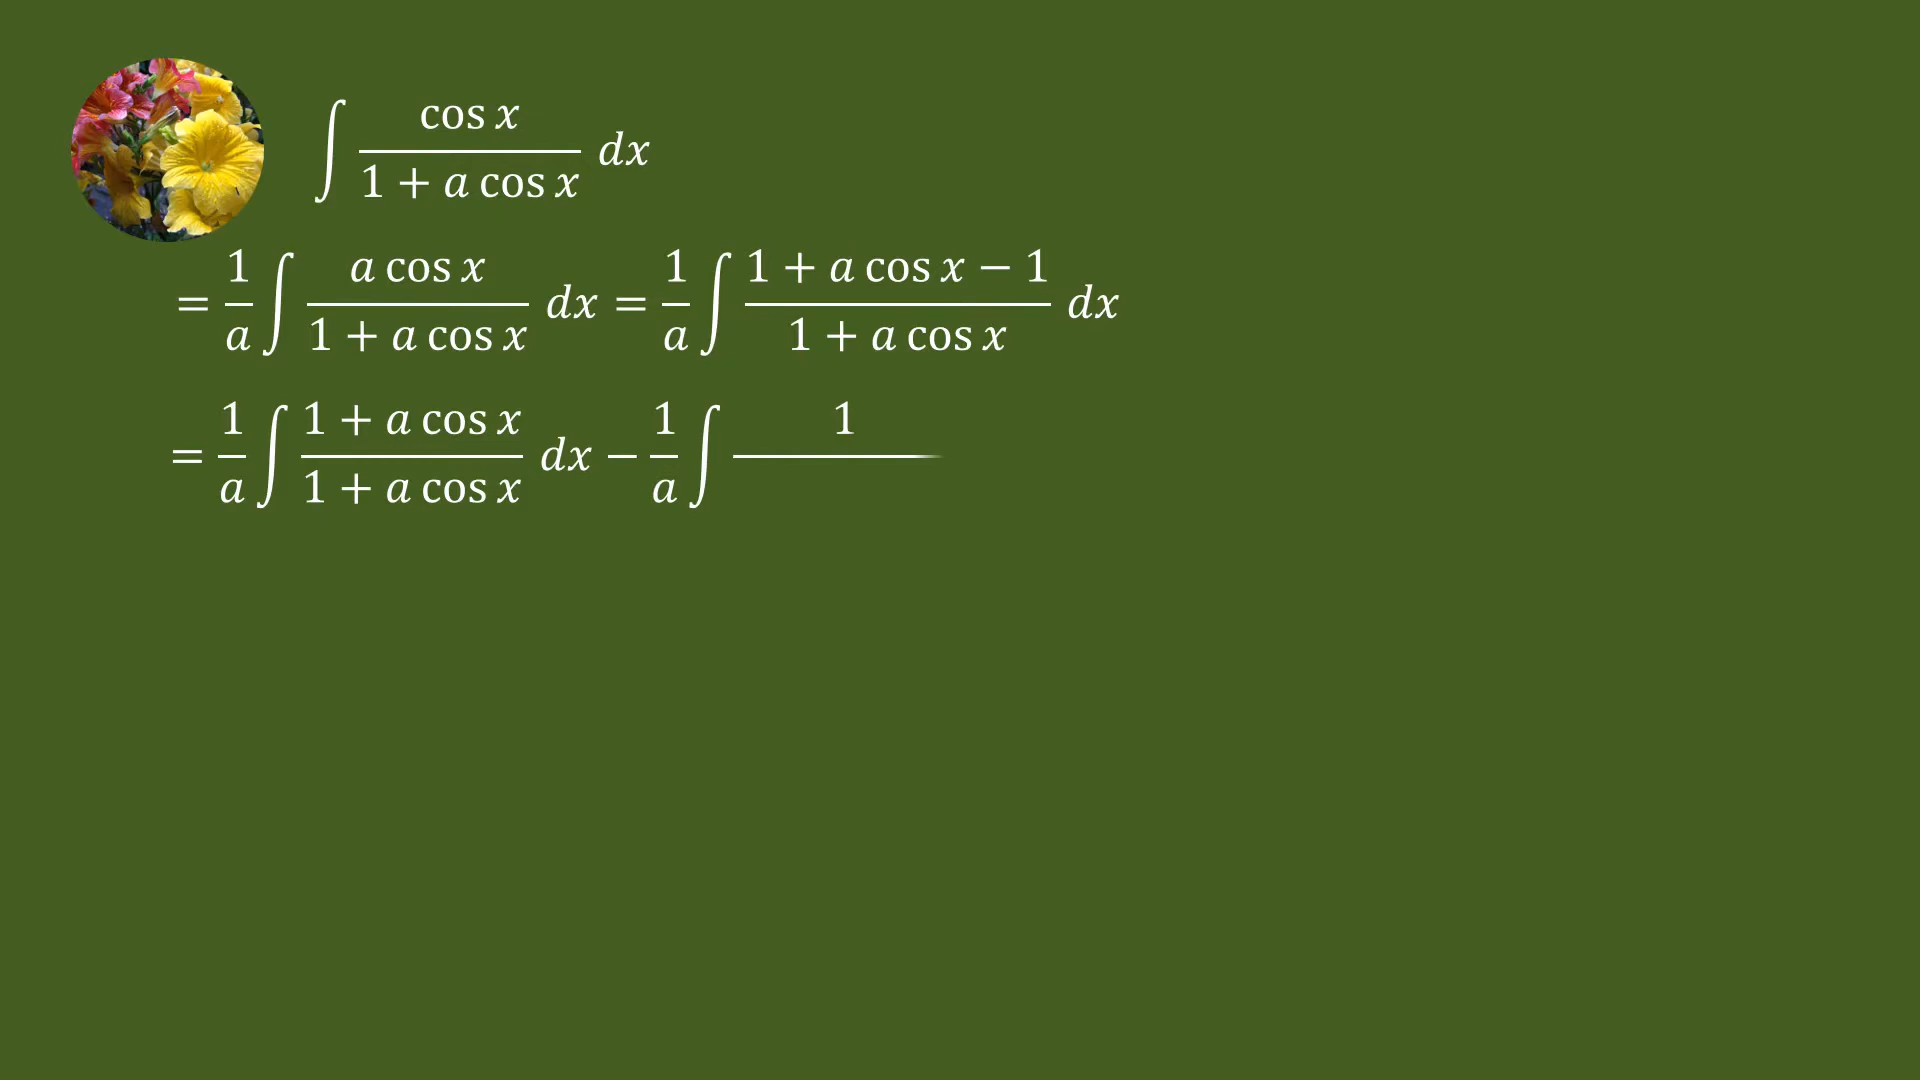 ∫ cos x / (1 + a cos x) dx
= 1/a ∫ a cos x / (1 + a cos x) dx = 1/a ∫ (1 + a cos x − 1) / (1 + a cos x) dx
= 1/a ∫ (1 + a cos x) / (1 + a cos x) dx − 1/a ∫ 1 /